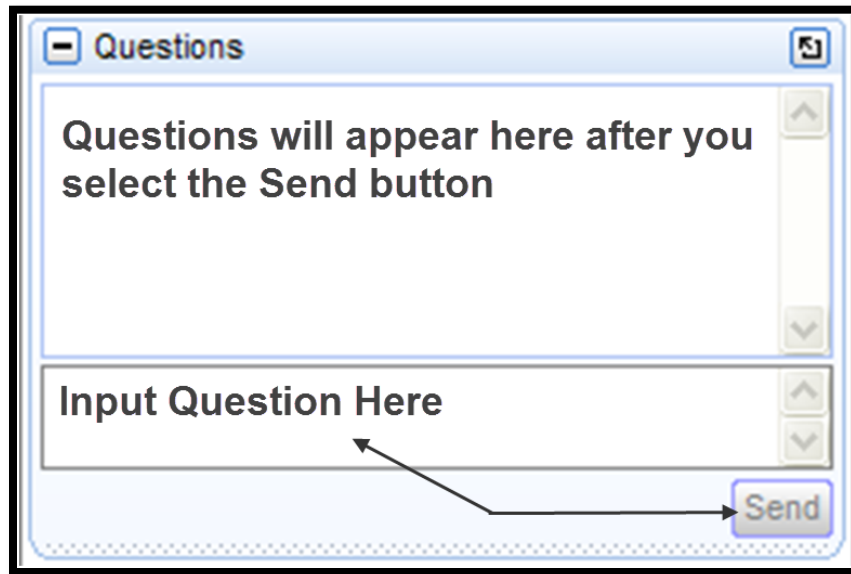 Questions
Questions will appear here after you
select the Send button
Input Question Here
Send